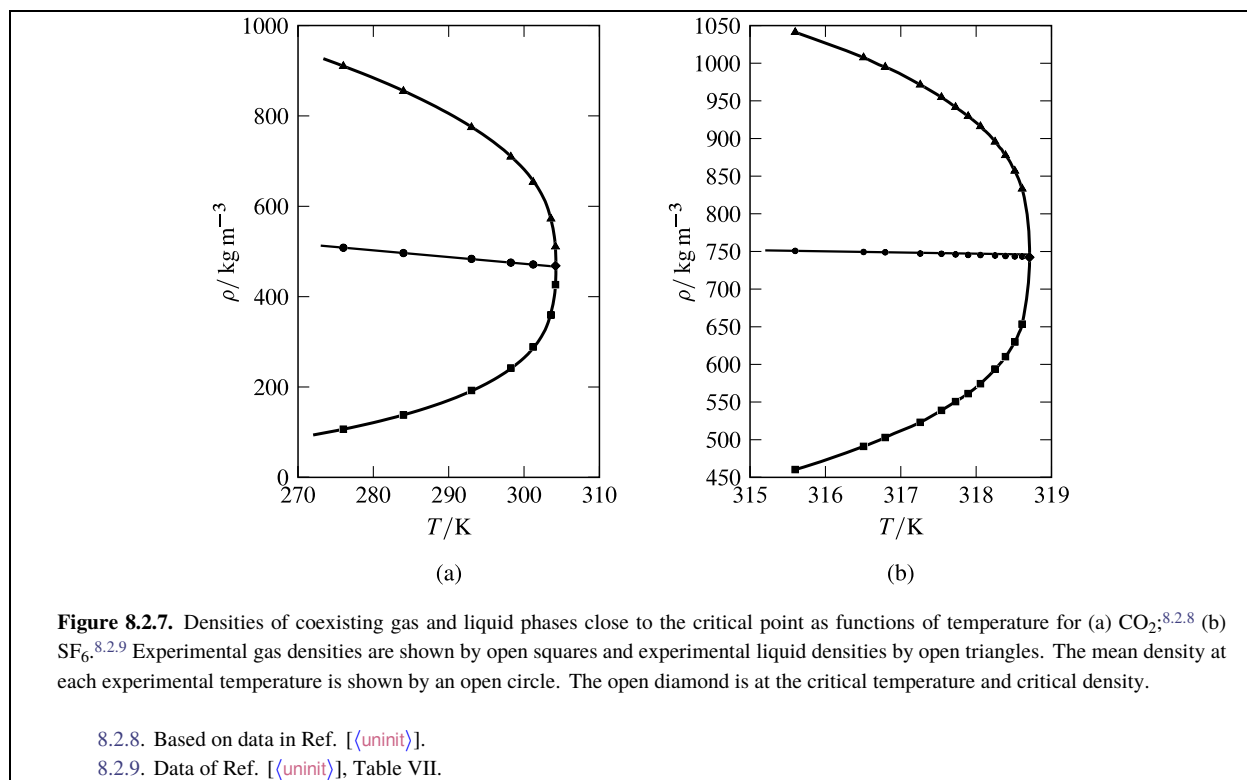 1000
800
600
400
200
0
270 280 290 300 310
ρ/ kg m−3
T/K
(a)
1050
1000
950
900
850
800
750
700
650
600
550
500
450
315 316 317 318 319
ρ/ kg m−3
T/K
(b)
Figure 8.2.7. Densities of coexisting gas and liquid phases close to the critical point as functions of temperature for (a) CO2;8.2.8 (b)
SF6.8.2.9 Experimental gas densities are shown by open squares and experimental liquid densities by open triangles. The mean density at
each experimental temperature is shown by an open circle. The open diamond is at the critical temperature and critical density.
8.2.8. Based on data in Ref. [⟨uninit⟩].
8.2.9. Data of Ref. [⟨uninit⟩], Table VII.